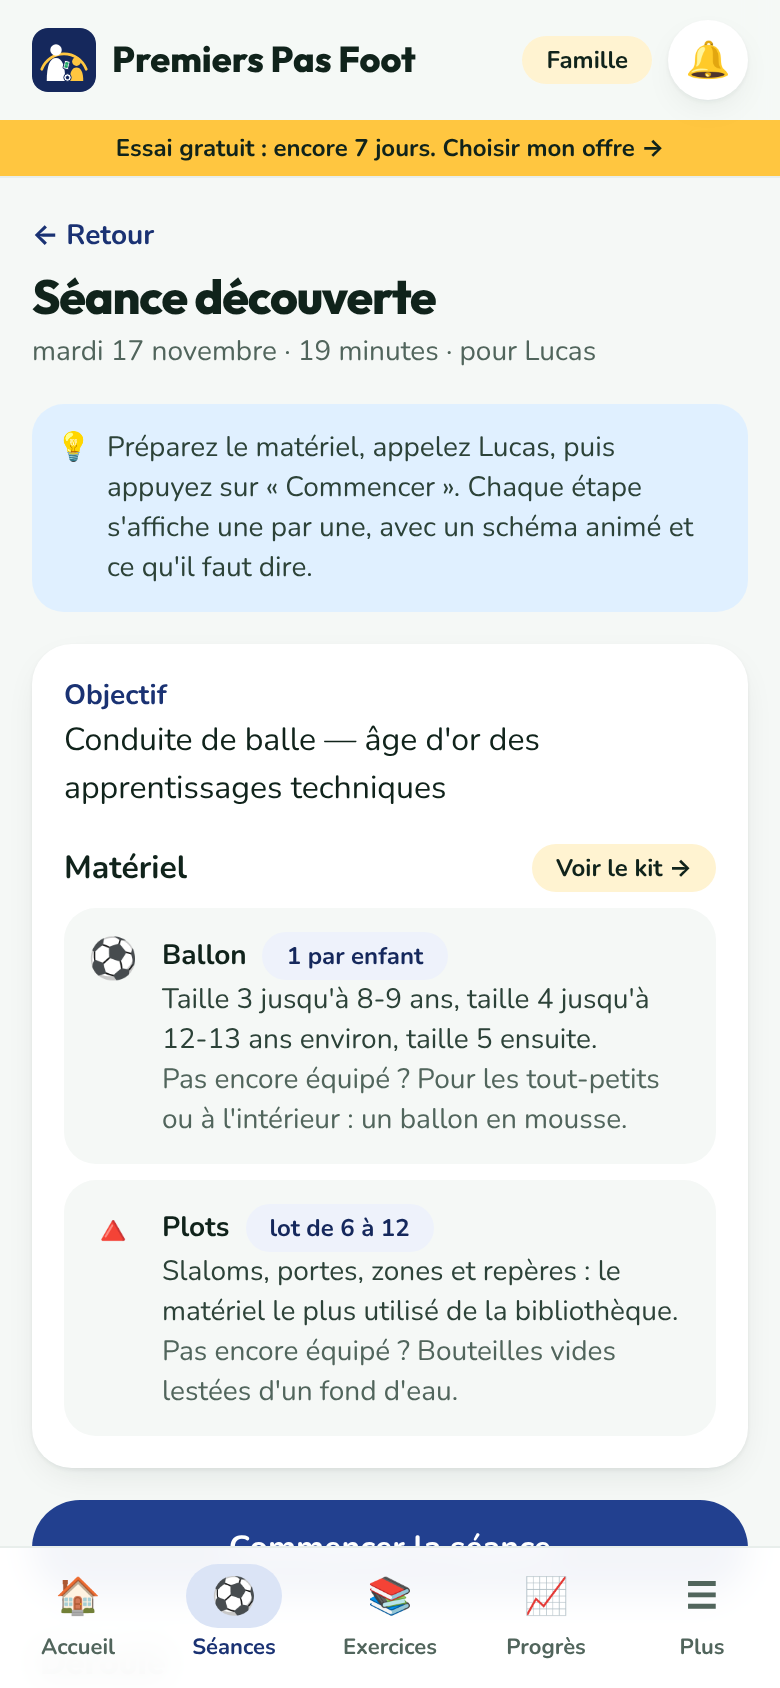 Premiers Pas Foot
Famille
Essai gratuit : encore 7 jours. Choisir mon offre →
← Retour
Séance découverte
mardi 17 novembre · 19 minutes · pour Lucas
Préparez le matériel, appelez Lucas, puis
appuyez sur « Commencer ». Chaque étape
s'affiche une par une, avec un schéma animé et
ce qu'il faut dire.
Objectif
Conduite de balle — âge d'or des
apprentissages techniques
Matériel
Voir le kit →
Ballon
1 par enfant
Taille 3 jusqu'à 8-9 ans, taille 4 jusqu'à
12-13 ans environ, taille 5 ensuite.
Pas encore équipé ? Pour les tout-petits
ou à l'intérieur : un ballon en mousse.
Plots
lot de 6 à 12
Slaloms, portes, zones et repères : le
matériel le plus utilisé de la bibliothèque.
Pas encore équipé ? Bouteilles vides
lestées d'un fond d'eau.
Commencer la séance
Accueil
Séances
Exercices
Progrès
Plus